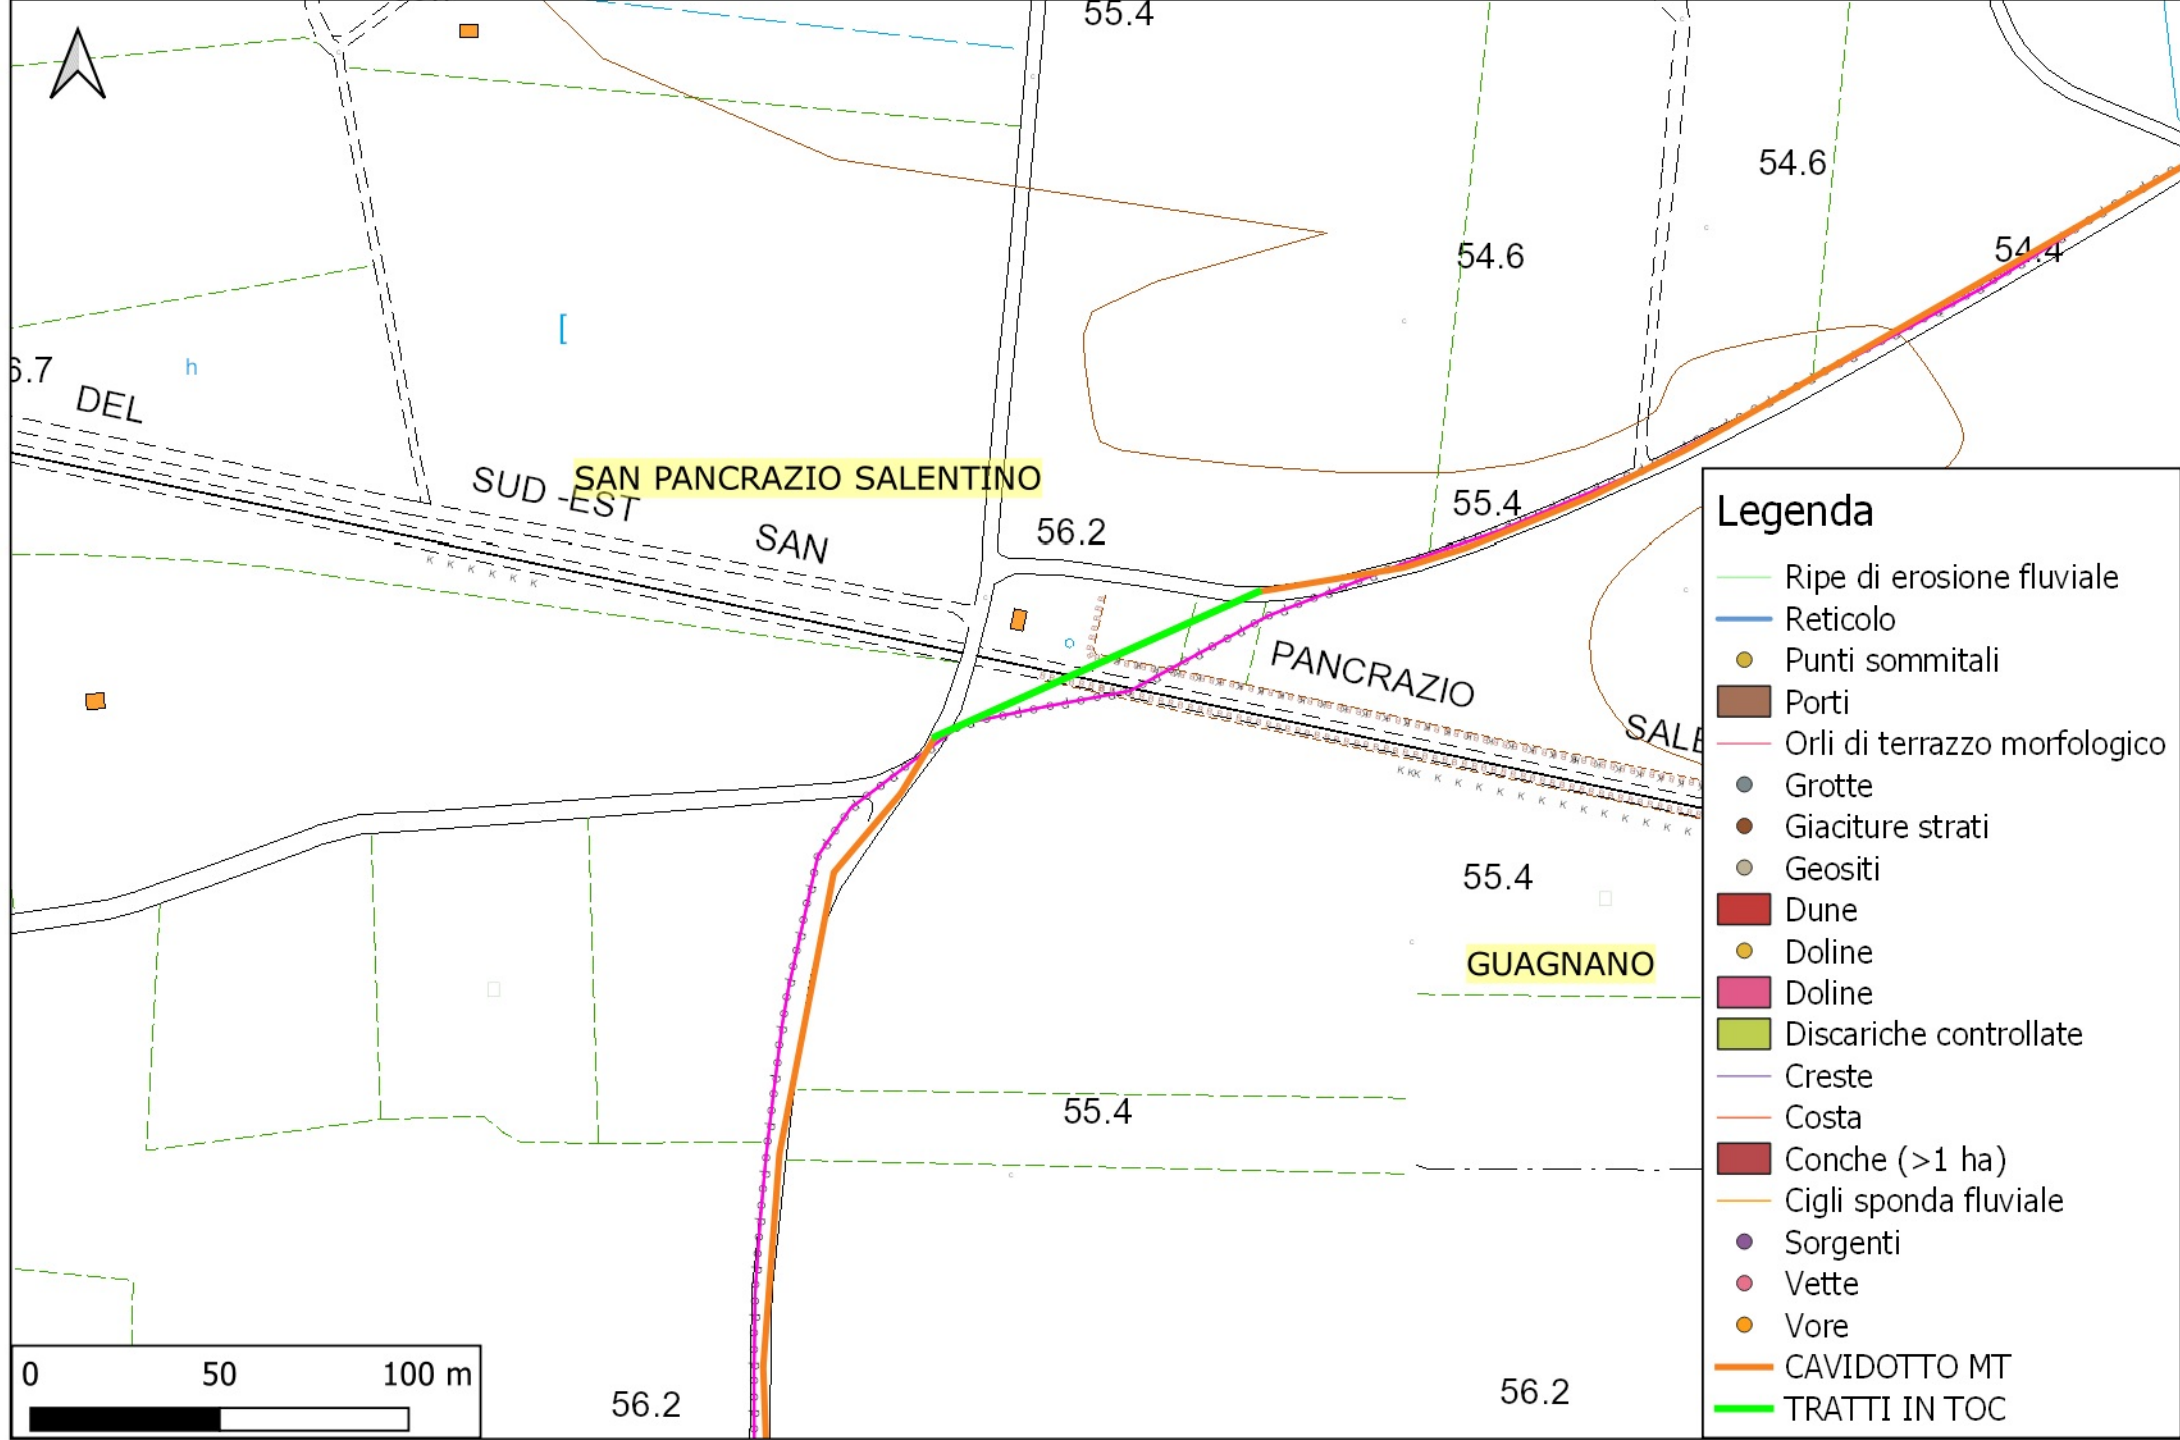 55.4
54.6
54.6
54.4
h
[
6.7
DEL
SUD -EST
SAN PANCRAZIO SALENTINO
SAN
56.2
55.4
PANCRAZIO
SALE
55.4
GUAGNANO
55.4
56.2
56.2
0 50 100 m
Legenda
Ripe di erosione fluviale
Reticolo
Punti sommitali
Porti
Orli di terrazzo morfologico
Grotte
Giaciture strati
Geositi
Dune
Doline
Doline
Discariche controllate
Creste
Costa
Conche (>1 ha)
Cigli sponda fluviale
Sorgenti
Vette
Vore
CAVIDOTTO MT
TRATTI IN TOC